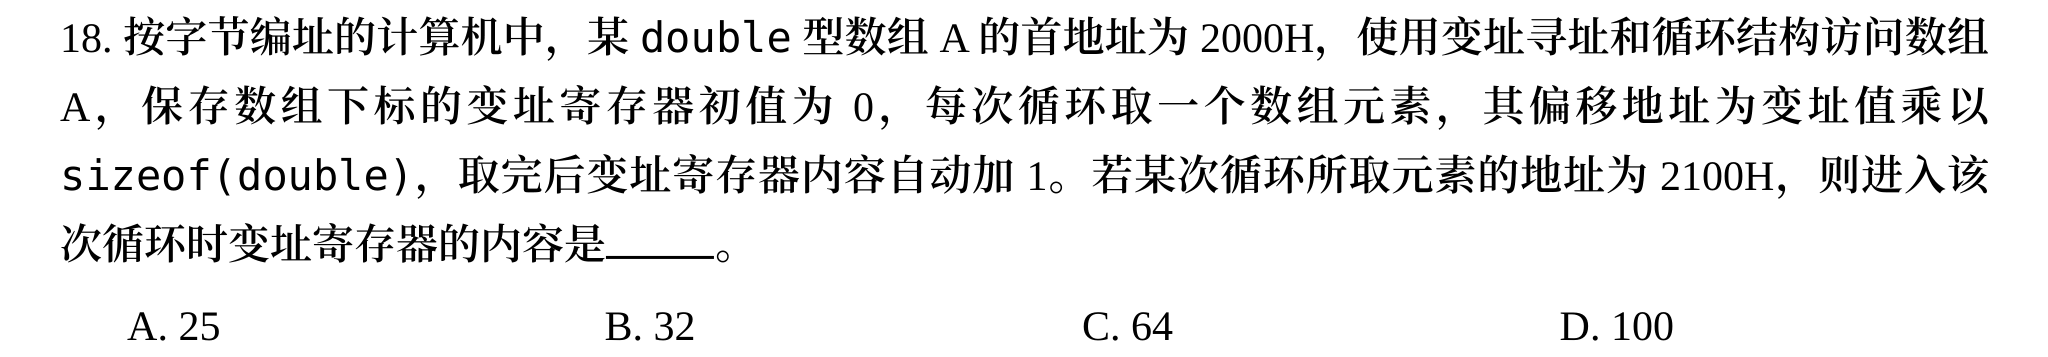 18. 按字节编址的计算机中，某 double 型数组 A 的首地址为 2000H，使用变址寻址和循环结构访问数组
A，保存数组下标的变址寄存器初值为 0，每次循环取一个数组元素，其偏移地址为变址值乘以
sizeof(double)，取完后变址寄存器内容自动加 1。若某次循环所取元素的地址为 2100H，则进入该
次循环时变址寄存器的内容是_____。
A. 25 B. 32 C. 64 D. 100